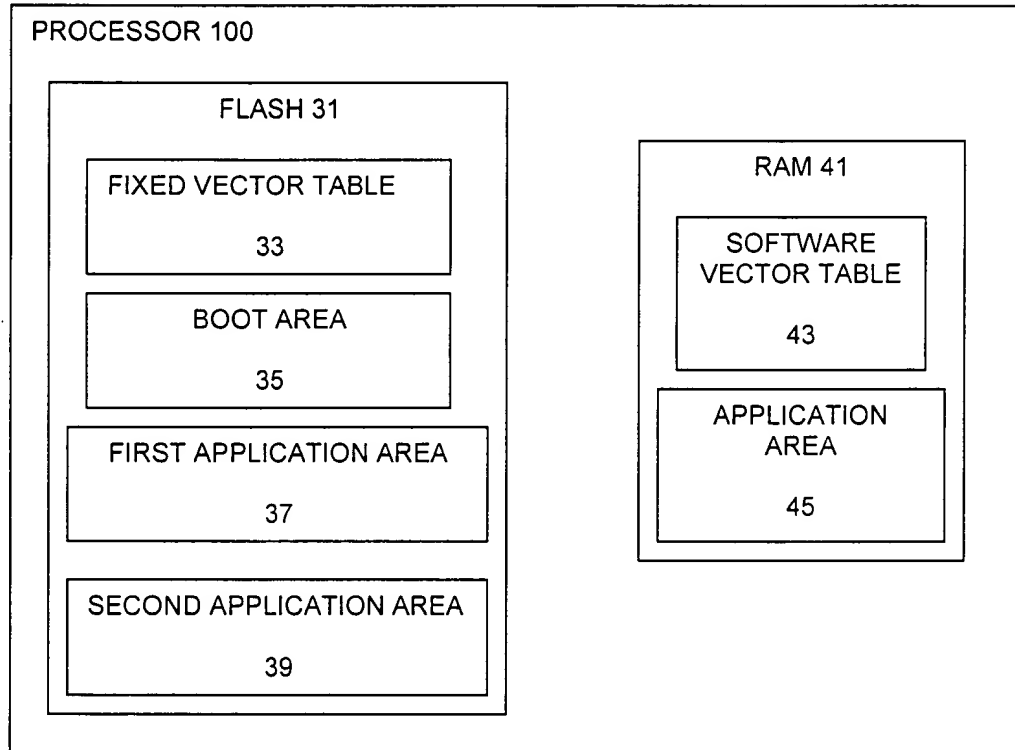 PROCESSOR 100
FLASH 31
FIXED VECTOR TABLE
33
BOOT AREA
35
FIRST APPLICATION AREA
37
SECOND APPLICATION AREA
39
RAM 41
SOFTWARE
VECTOR TABLE
43
APPLICATION
AREA
45